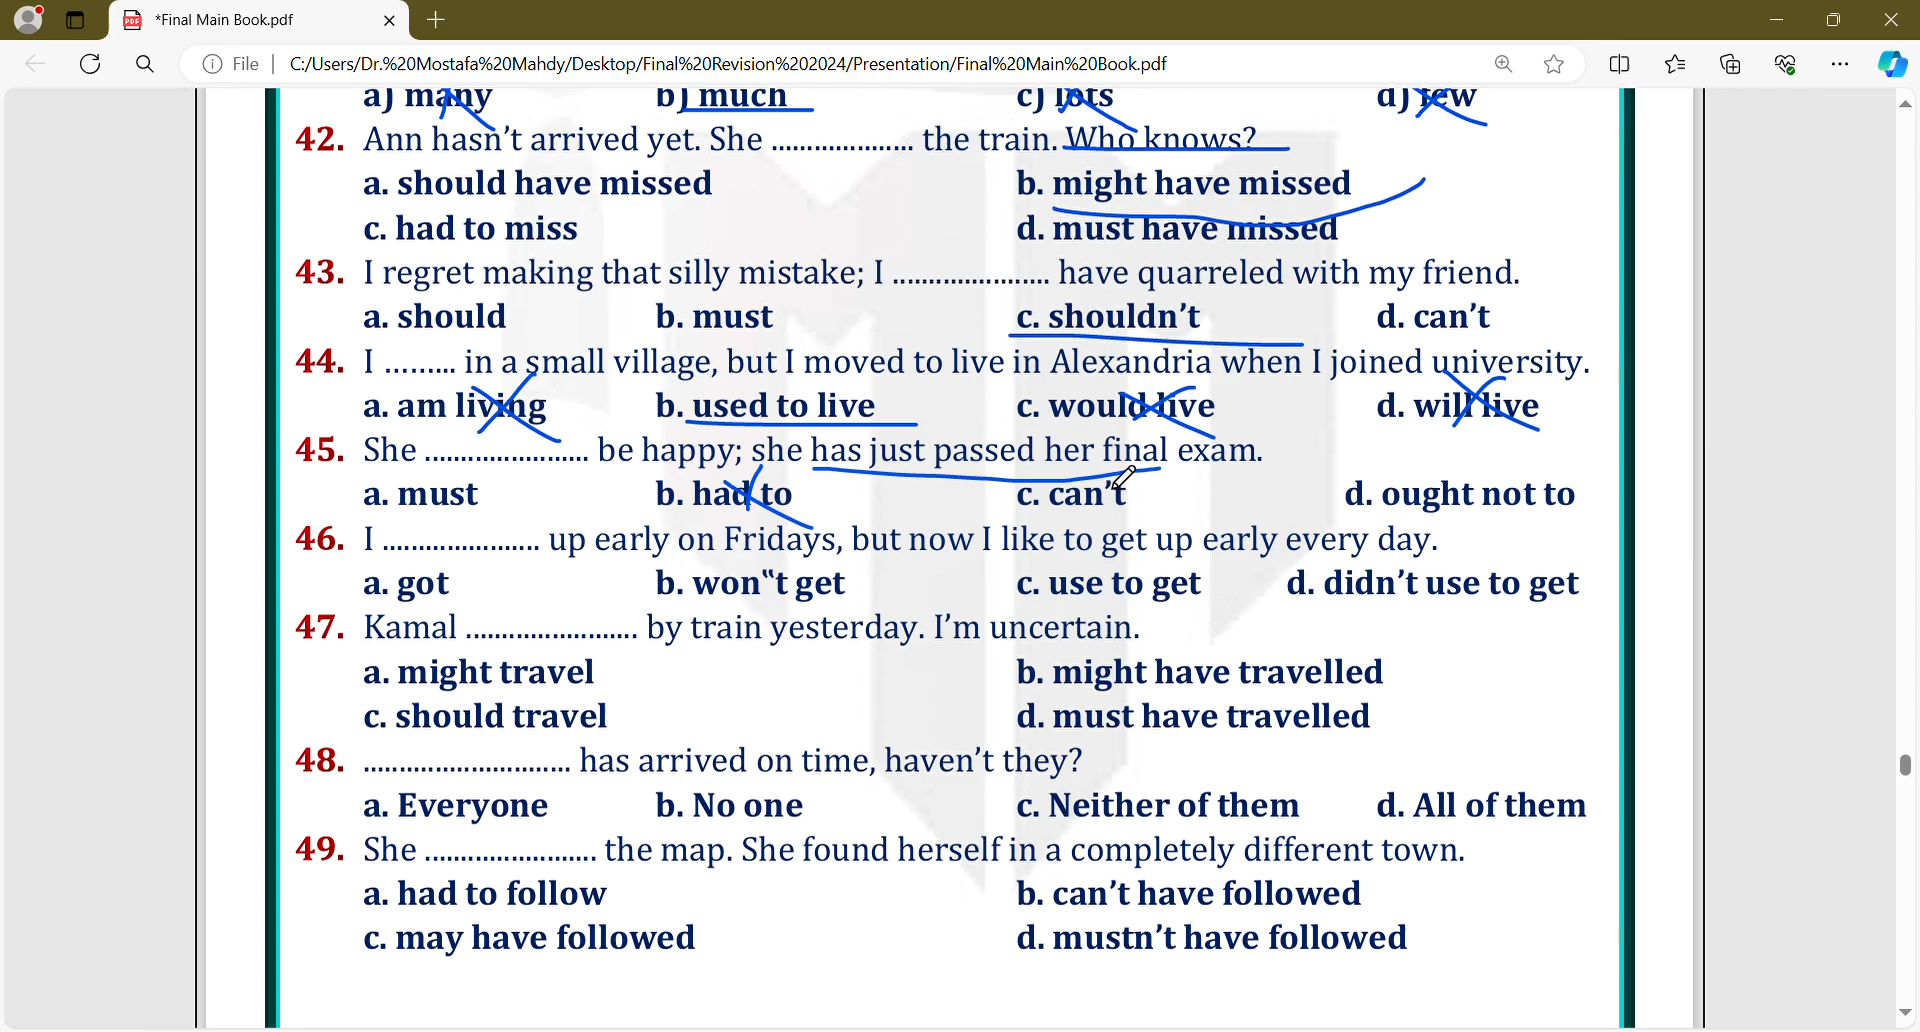 *Final Main Book.pdf
File C:/Users/Dr.%20Mostafa%20Mahdy/Desktop/Final%20Revision%202024/Presentation/Final%20Main%20Book.pdf
a) many b) much c) lots d) few
42. Ann hasn't arrived yet. She .................... the train. Who knows?
a. should have missed b. might have missed
c. had to miss d. must have missed
43. I regret making that silly mistake; I ...................... have quarreled with my friend.
a. should b. must c. shouldn't d. can't
44. I ......... in a small village, but I moved to live in Alexandria when I joined university.
a. am living b. used to live c. would live d. will live
45. She ....................... be happy; she has just passed her final exam.
a. must b. had to c. can't d. ought not to
46. I ...................... up early on Fridays, but now I like to get up early every day.
a. got b. won‟t get c. use to get d. didn't use to get
47. Kamal ........................ by train yesterday. I'm uncertain.
a. might travel b. might have travelled
c. should travel d. must have travelled
48. ............................. has arrived on time, haven't they?
a. Everyone b. No one c. Neither of them d. All of them
49. She ........................ the map. She found herself in a completely different town.
a. had to follow b. can't have followed
c. may have followed d. mustn't have followed